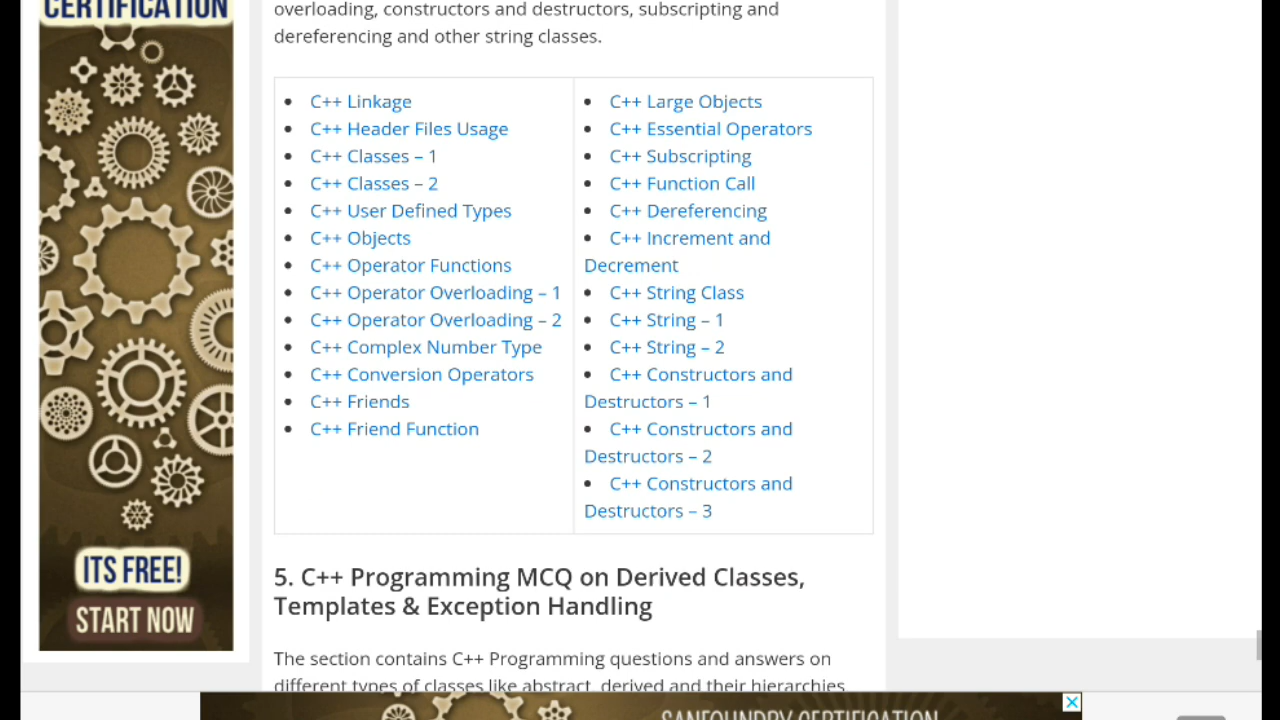 CERTIFICATION
ITS FREE!
START NOW
overloading, constructors and destructors, subscripting and
dereferencing and other string classes.
C++ Linkage
C++ Header Files Usage
C++ Classes – 1
C++ Classes – 2
C++ User Defined Types
C++ Objects
C++ Operator Functions
C++ Operator Overloading – 1
C++ Operator Overloading – 2
C++ Complex Number Type
C++ Conversion Operators
C++ Friends
C++ Friend Function
C++ Large Objects
C++ Essential Operators
C++ Subscripting
C++ Function Call
C++ Dereferencing
C++ Increment and
Decrement
C++ String Class
C++ String – 1
C++ String – 2
C++ Constructors and
Destructors – 1
C++ Constructors and
Destructors – 2
C++ Constructors and
Destructors – 3
5. C++ Programming MCQ on Derived Classes,
Templates & Exception Handling
The section contains C++ Programming questions and answers on
different types of classes like abstract, derived and their hierarchies
SANFOUNDRY CERTIFICATION